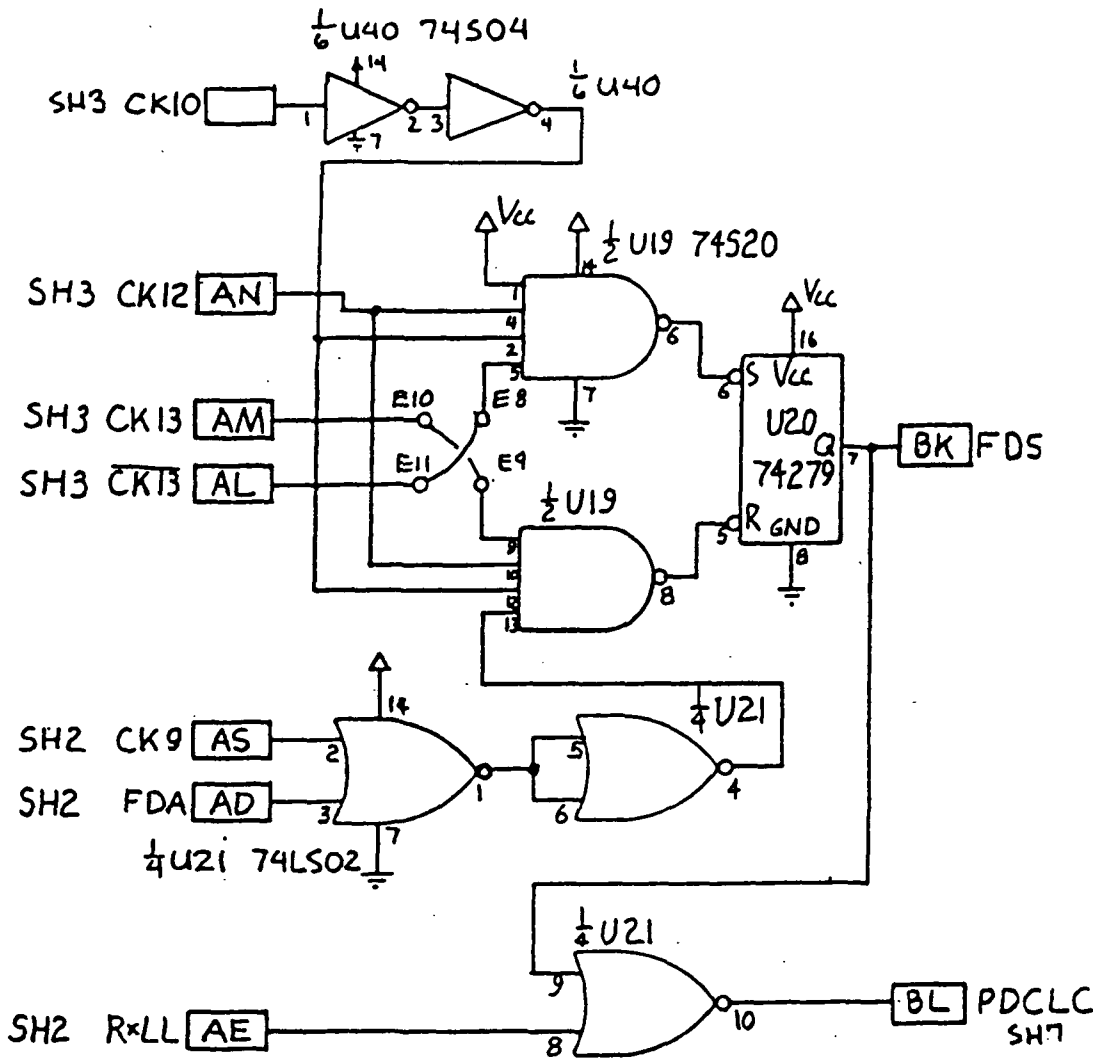 1/6 U40 74S04
14
1/6 U40
SH3 CK10
1
2
3
4
7
Vcc
1/2 U19 74S20
14
SH3 CK12 AN
1
4
2
5
6
7
Vcc
16
6
S Vcc
U20
Q
7
74279
BK FDS
R GND
5
8
E10
E8
SH3 CK13 AM
E11
E9
SH3 C̅K̅1̅3̅ AL
1/2 U19
9
10
12
13
8
1/4 U21
14
SH2 CK9 AS
2
5
1
4
SH2 FDA AD
3
6
7
1/4 U21 74LS02
1/4 U21
9
10
BL PDCLC
SH7
SH2 RxLL AE
8